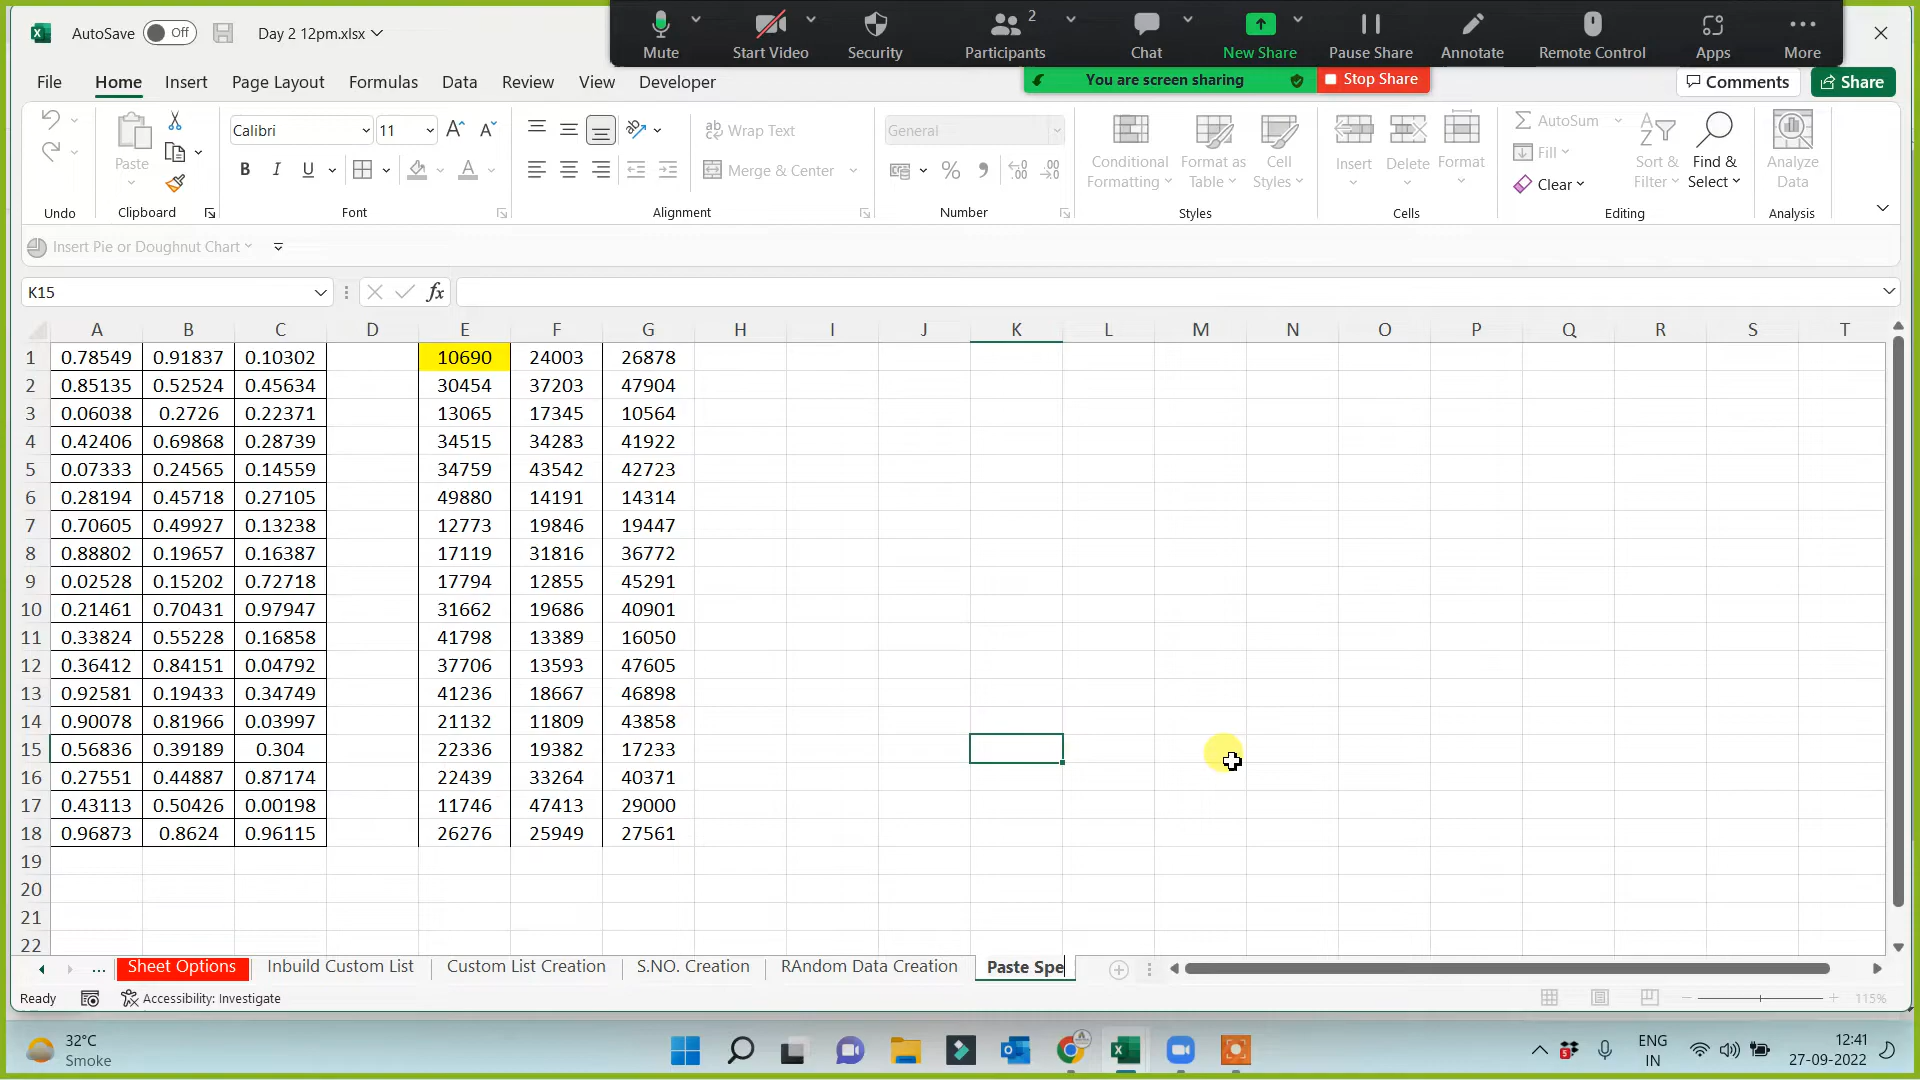 AutoSave Off Day 2 12pm.xlsx
Mute Start Video Security Participants 2 Chat New Share Pause Share Annotate Remote Control Apps More
You are screen sharing Stop Share
File Home Insert Page Layout Formulas Data Review View Developer Comments Share
Calibri 11 Wrap Text General AutoSum
Paste B I U Merge & Center % Conditional Formatting Format as Table Cell Styles Insert Delete Format Fill Clear Sort & Filter Find & Select Analyze Data
Undo Clipboard Font Alignment Number Styles Cells Editing Analysis
Insert Pie or Doughnut Chart
K15 fx
A B C D E F G H I J K L M N O P Q R S T
1 0.78549 0.91837 0.10302 10690 24003 26878
2 0.85135 0.52524 0.45634 30454 37203 47904
3 0.06038 0.2726 0.22371 13065 17345 10564
4 0.42406 0.69868 0.28739 34515 34283 41922
5 0.07333 0.24565 0.14559 34759 43542 42723
6 0.28194 0.45718 0.27105 49880 14191 14314
7 0.70605 0.49927 0.13238 12773 19846 19447
8 0.88802 0.19657 0.16387 17119 31816 36772
9 0.02528 0.15202 0.72718 17794 12855 45291
10 0.21461 0.70431 0.97947 31662 19686 40901
11 0.33824 0.55228 0.16858 41798 13389 16050
12 0.36412 0.84151 0.04792 37706 13593 47605
13 0.92581 0.19433 0.34749 41236 18667 46898
14 0.90078 0.81966 0.03997 21132 11809 43858
15 0.56836 0.39189 0.304 22336 19382 17233
16 0.27551 0.44887 0.87174 22439 33264 40371
17 0.43113 0.50426 0.00198 11746 47413 29000
18 0.96873 0.8624 0.96115 26276 25949 27561
19
20
21
22
... Sheet Options Inbuild Custom List Custom List Creation S.NO. Creation RAndom Data Creation Paste Spe
Ready Accessibility: Investigate 115%
32°C
Smoke
ENG
IN
12:41
27-09-2022